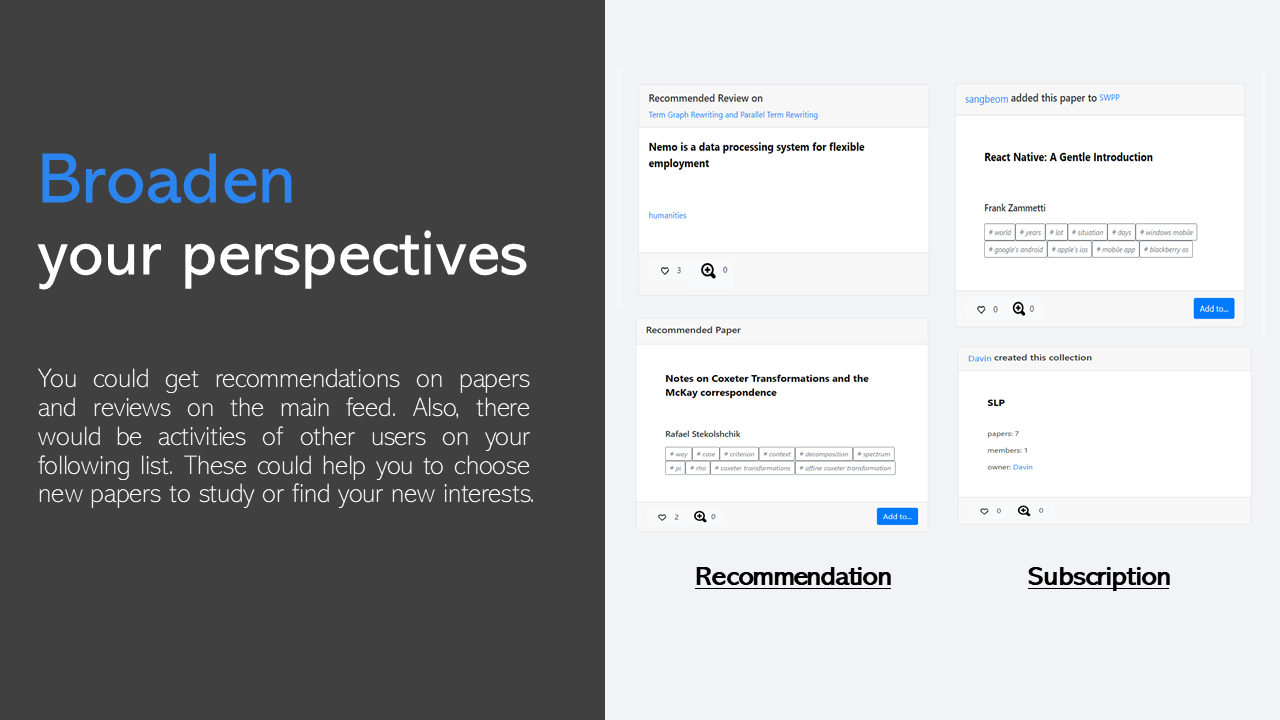 Broaden
your perspectives
You could get recommendations on papers
and reviews on the main feed. Also, there
would be activities of other users on your
following list. These could help you to choose
new papers to study or find your new interests.
Recommended Review on
Term Graph Rewriting and Parallel Term Rewriting
Nemo is a data processing system for flexible
employment
humanities
3 0
Recommended Paper
Notes on Coxeter Transformations and the
McKay correspondence
Rafael Stekolshchik
# way # case # criterion # context # decomposition # spectrum
# pi # rho # coxeter transformations # affine coxeter transformation
2 0 Add to...
Recommendation
sangbeom added this paper to SWPP
React Native: A Gentle Introduction
Frank Zammetti
# world # years # lot # situation # days # windows mobile
# google's android # apple's ios # mobile app # blackberry os
0 0 Add to...
Davin created this collection
SLP
papers: 7
members: 1
owner: Davin
0 0
Subscription